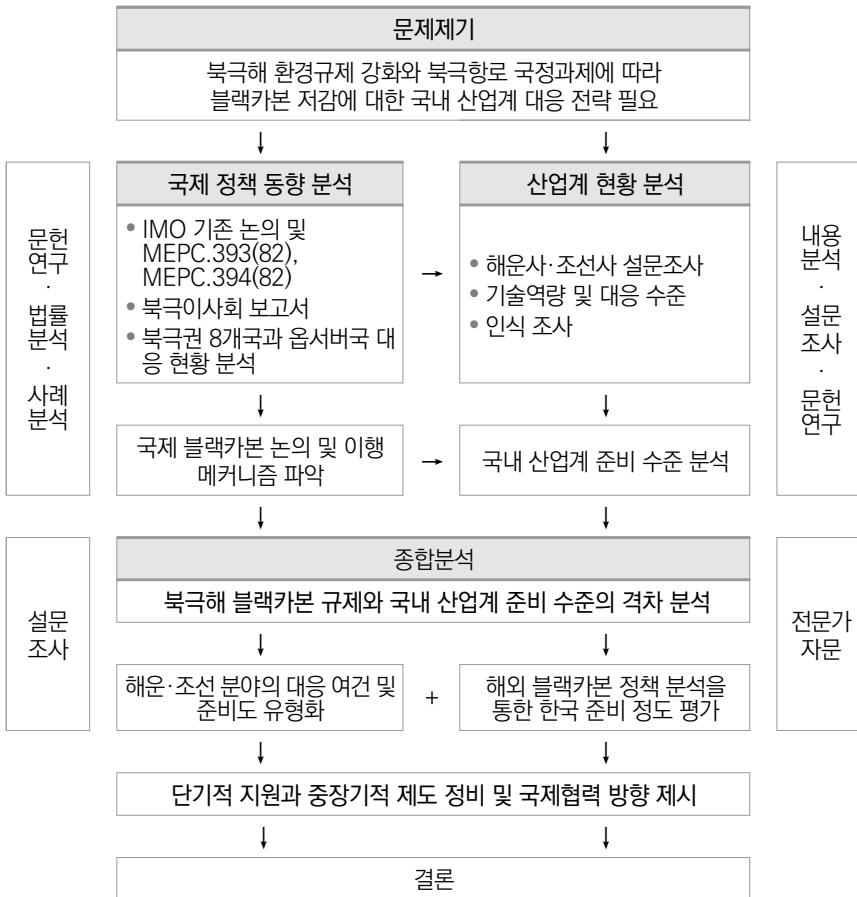 문제제기
북극해 환경규제 강화와 북극항로 국정과제에 따라
블랙카본 저감에 대한 국내 산업계 대응 전략 필요
↓ ↓
문헌
연구
·
법률
분석
·
사례
분석
국제 정책 동향 분석
• IMO 기존 논의 및
MEPC.393(82),
MEPC.394(82)
• 북극이사회 보고서
• 북극권 8개국과 옵서버국 대
응 현황 분석
→
산업계 현황 분석
• 해운사·조선사 설문조사
• 기술역량 및 대응 수준
• 인식 조사
내용
분석
·
설문
조사
·
문헌
연구
↓ ↓
국제 블랙카본 논의 및 이행
메커니즘 파악
→
국내 산업계 준비 수준 분석
↓ ↓
설문
조사
종합분석
북극해 블랙카본 규제와 국내 산업계 준비 수준의 격차 분석
↓ ↓
해운·조선 분야의 대응 여건 및
준비도 유형화
+
해외 블랙카본 정책 분석을
통한 한국 준비 정도 평가
전문가
자문
↓ ↓
단기적 지원과 중장기적 제도 정비 및 국제협력 방향 제시
↓ ↓
결론